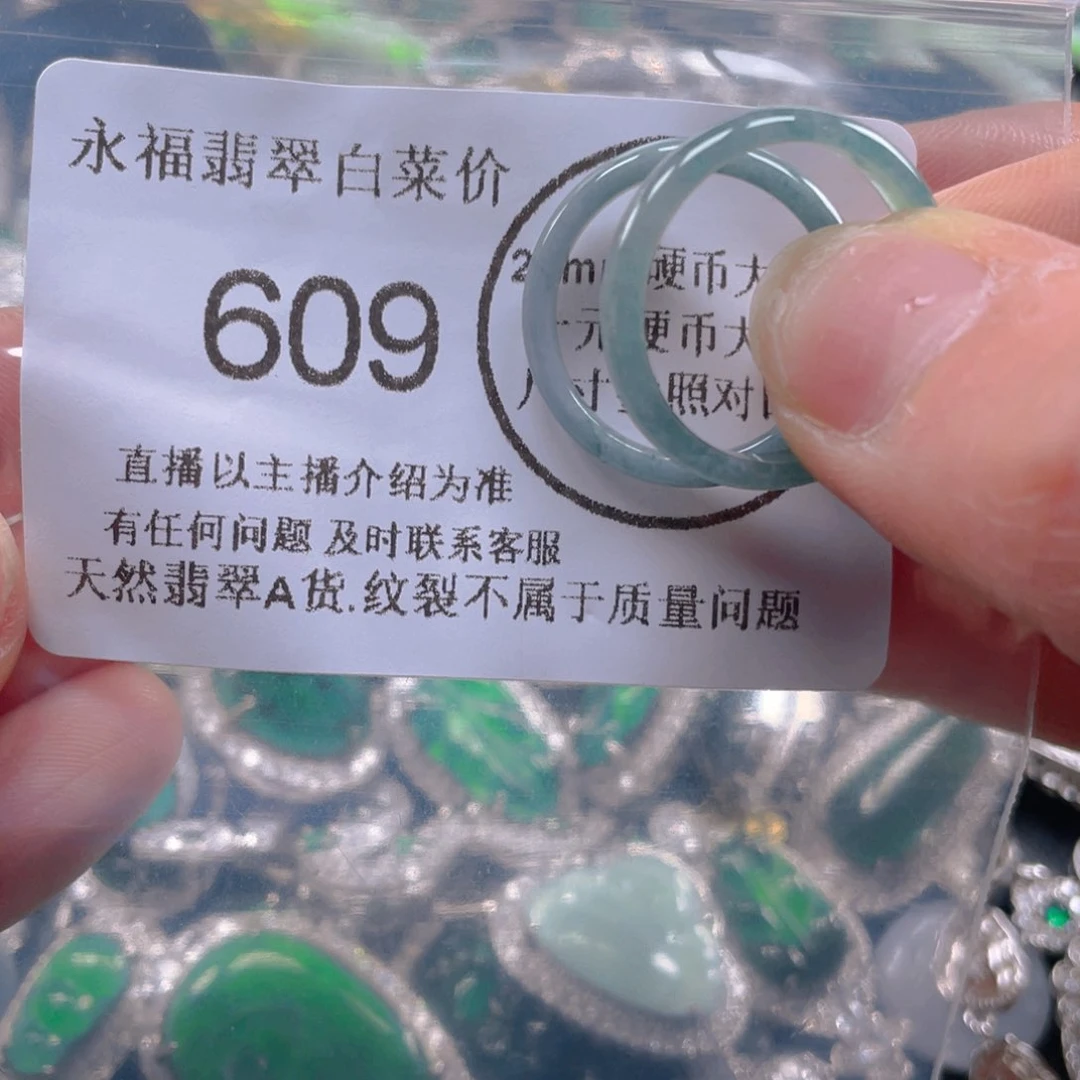 永福翡翠白菜价
609
硬币大
元硬币大
寸 照对
直播以主播介绍为准
有任何问题 及时联系客服
天然翡翠A货.纹裂不属于质量问题